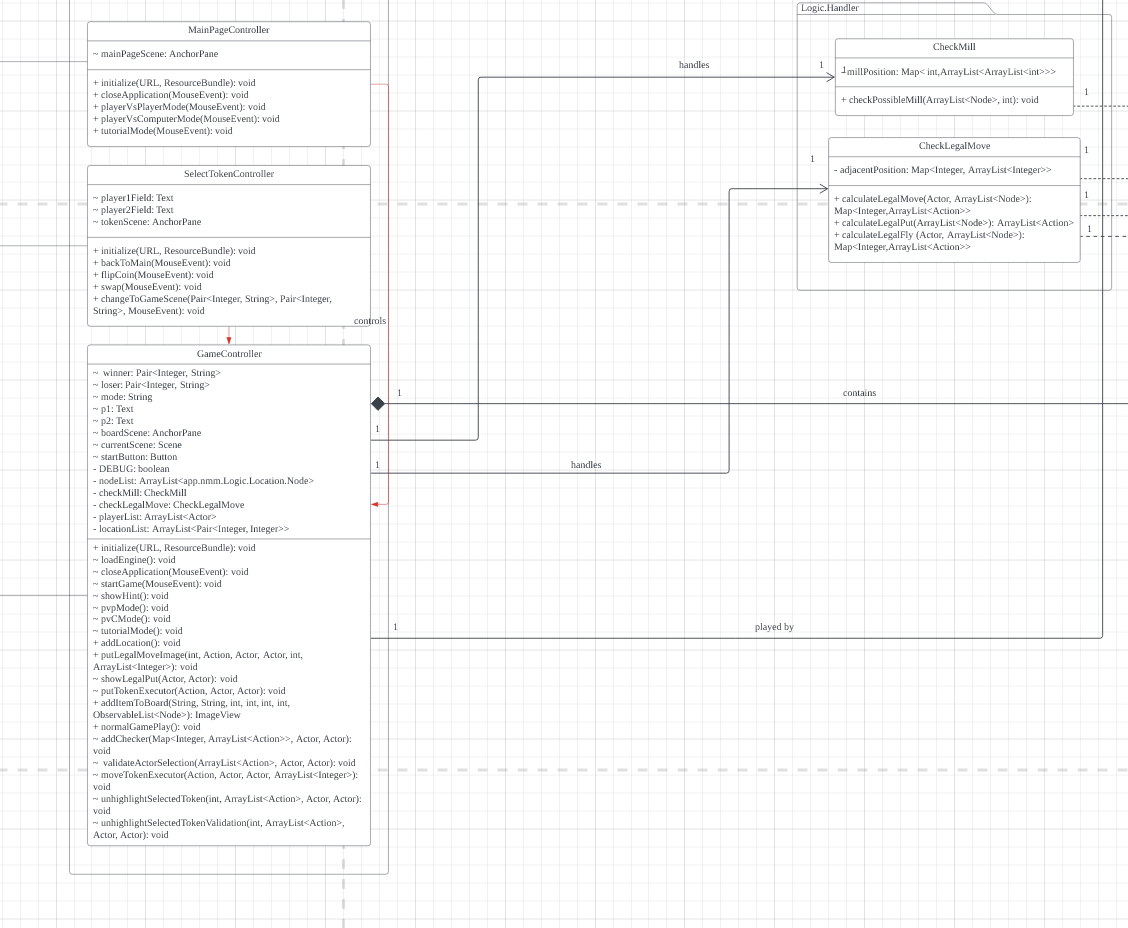 MainPageController
~ mainPageScene: AnchorPane
+ initialize(URL, ResourceBundle): void
+ closeApplication(MouseEvent): void
+ playerVsPlayerMode(MouseEvent): void
+ playerVsComputerMode(MouseEvent): void
+ tutorialMode(MouseEvent): void
SelectTokenController
~ player1Field: Text
~ player2Field: Text
~ tokenScene: AnchorPane
+ initialize(URL, ResourceBundle): void
+ backToMain(MouseEvent): void
+ flipCoin(MouseEvent): void
+ swap(MouseEvent): void
+ changeToGameScene(Pair<Integer, String>, Pair<Integer,
String>, MouseEvent): void
controls
GameController
~ winner: Pair<Integer, String>
~ loser: Pair<Integer, String>
~ mode: String
~ p1: Text
~ p2: Text
~ boardScene: AnchorPane
~ currentScene: Scene
~ startButton: Button
- DEBUG: boolean
- nodeList: ArrayList<app.nmm.Logic.Location.Node>
- checkMill: CheckMill
- checkLegalMove: CheckLegalMove
- playerList: ArrayList<Actor>
- locationList: ArrayList<Pair<Integer, Integer>>
+ initialize(URL, ResourceBundle): void
~ loadEngine(): void
~ closeApplication(MouseEvent): void
~ startGame(MouseEvent): void
~ showHint(): void
~ pvpMode(): void
~ pvCMode(): void
~ tutorialMode(): void
+ addLocation(): void
+ putLegalMoveImage(int, Action, Actor, Actor, int,
ArrayList<Integer>): void
~ showLegalPut(Actor, Actor): void
~ putTokenExecutor(Action, Actor, Actor): void
+ addItemToBoard(String, String, int, int, int, int,
ObservableList<Node>): ImageView
+ normalGamePlay(): void
~ addChecker(Map<Integer, ArrayList<Action>>, Actor, Actor):
void
~ validateActorSelection(ArrayList<Action>, Actor, Actor): void
~ moveTokenExecutor(Action, Actor, Actor, ArrayList<Integer>):
void
~ unhighlightSelectedToken(int, ArrayList<Action>, Actor, Actor):
void
~ unhighlightSelectedTokenValidation(int, ArrayList<Action>,
Actor, Actor): void
1
1
1
1
handles
1
handles
1
contains
played by
Logic.Handler
CheckMill
millPosition: Map< int,ArrayList<ArrayList<int>>>
+ checkPossibleMill(ArrayList<Node>, int): void
1
CheckLegalMove
- adjacentPosition: Map<Integer, ArrayList<Integer>>
+ calculateLegalMove(Actor, ArrayList<Node>):
Map<Integer,ArrayList<Action>>
+ calculateLegalPut(ArrayList<Node>): ArrayList<Action>
+ calculateLegalFly (Actor, ArrayList<Node>):
Map<Integer,ArrayList<Action>>
1
1
1